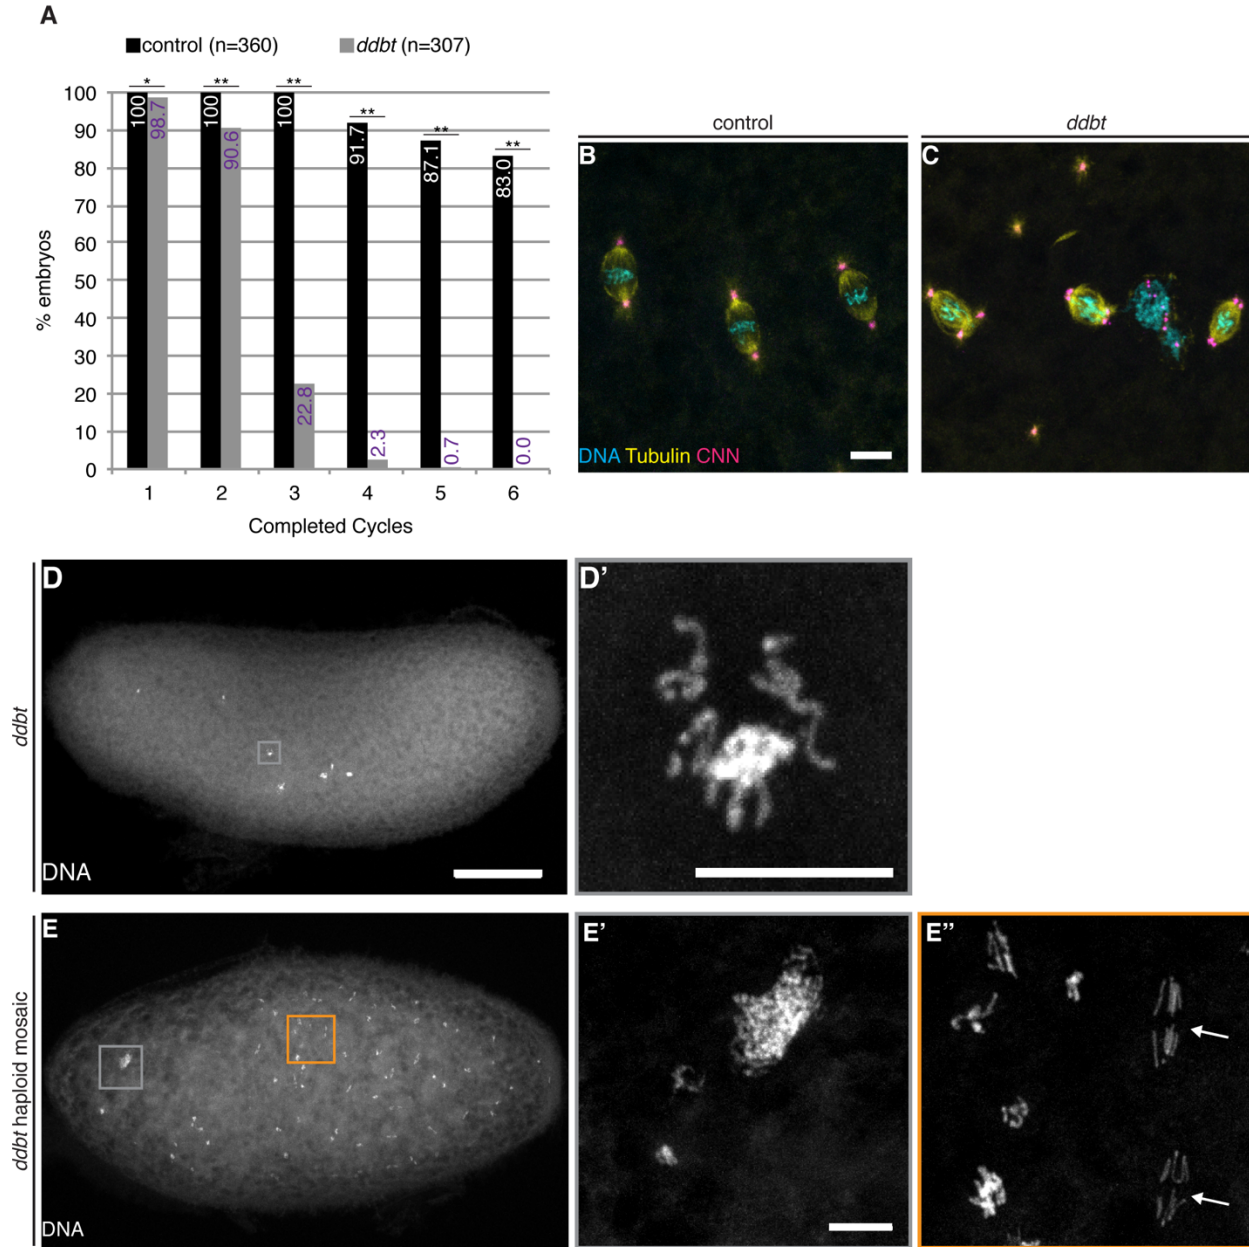 A
control (n=360)
ddbt (n=307)
* ** ** ** ** **
100
90
80
70
60
50
40
30
20
10
0
% embryos
100 98.7 100 90.6 100 22.8 91.7 2.3 87.1 0.7 83.0 0.0
1 2 3 4 5 6
Completed Cycles
control
ddbt
B
DNA Tubulin CNN
C
ddbt
D
DNA
D’
ddbt haploid mosaic
E
DNA
E’
E”